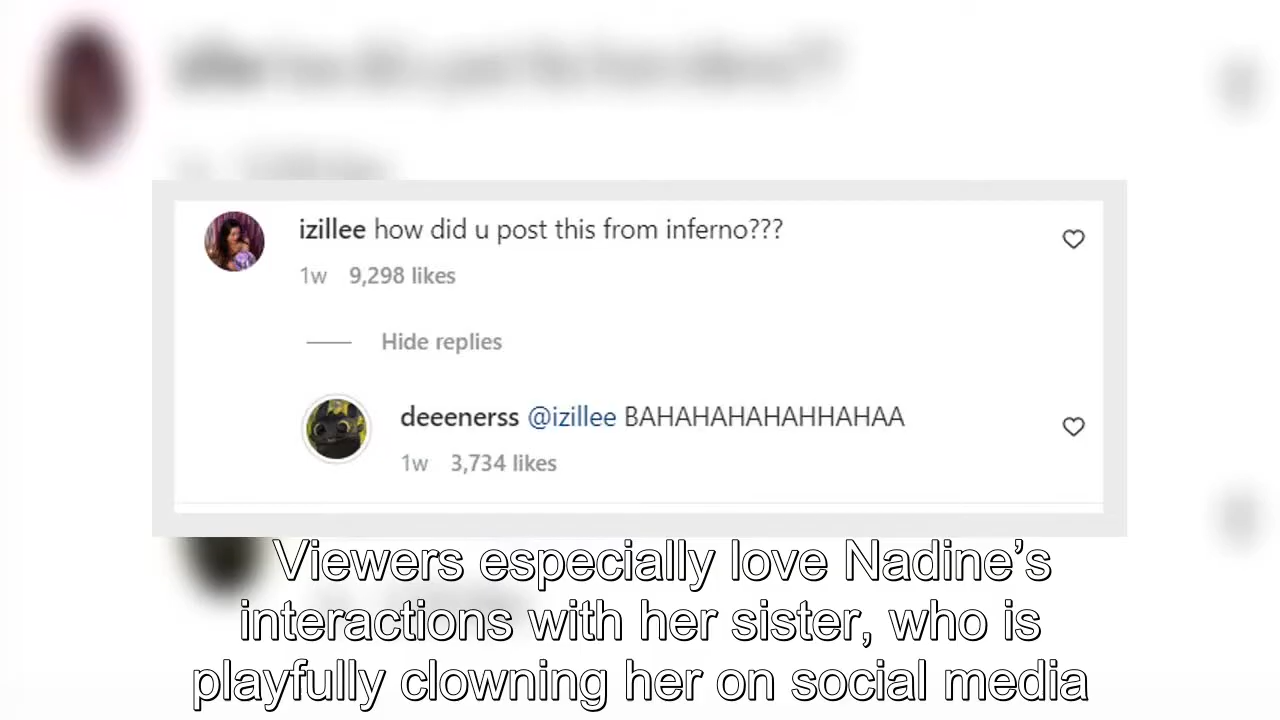 izillee how did u post this from inferno???
1w 9,298 likes
Hide replies
deeenerss @izillee BAHAHAHAHAHHAHAA
1w 3,734 likes
Viewers especially love Nadine’s
interactions with her sister, who is
playfully clowning her on social media